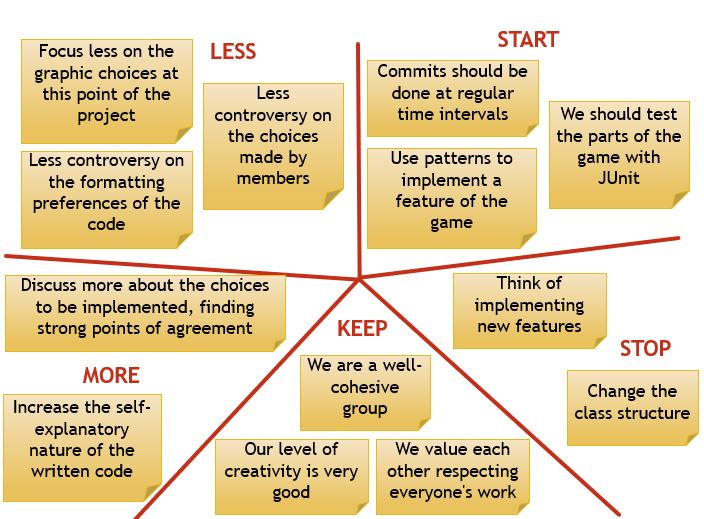 LESS
Focus less on the
graphic choices at
this point of the
project
Less
controversy on
the choices
made by
members
Less controversy on
the formatting
preferences of the
code
START
Commits should be
done at regular
time intervals
We should test
the parts of the
game with
JUnit
Use patterns to
implement a
feature of the
game
Discuss more about the choices
to be implemented, finding
strong points of agreement
MORE
Increase the self-
explanatory
nature of the
written code
KEEP
We are a well-
cohesive
group
Our level of
creativity is very
good
We value each
other respecting
everyone's work
Think of
implementing
new features
STOP
Change the
class structure